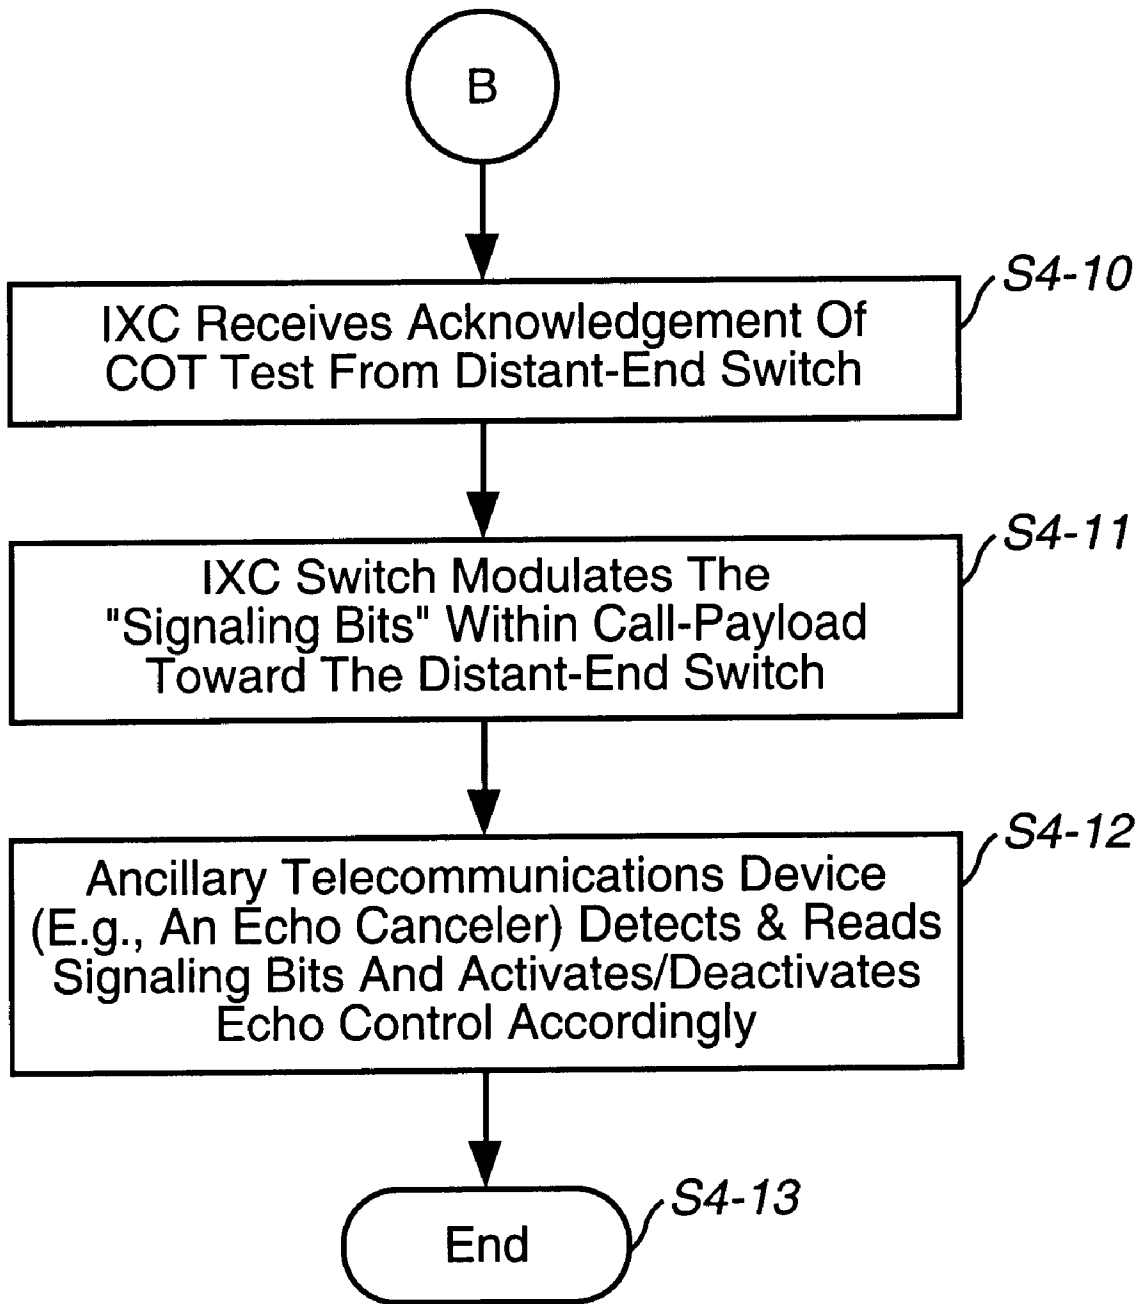 B
S4-10
IXC Receives Acknowledgement Of
COT Test From Distant-End Switch
S4-11
IXC Switch Modulates The
"Signaling Bits" Within Call-Payload
Toward The Distant-End Switch
S4-12
Ancillary Telecommunications Device
(E.g., An Echo Canceler) Detects & Reads
Signaling Bits And Activates/Deactivates
Echo Control Accordingly
S4-13
End